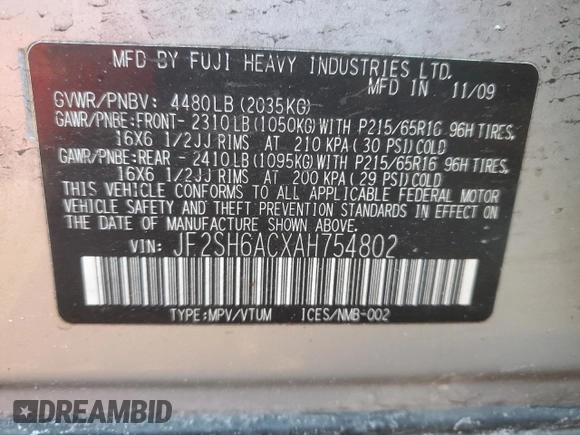 MFD BY FUJI HEAVY INDUSTRIES LTD.
MFD IN 11/09
GVWR/PNBV: 4480LB(2035KG)
GAWR/PNBE:FRONT- 2310LB(1050KG)WITH P215/65R16 96H TIRES,
16X6 1/2JJ RIMS AT 210 KPA(30 PSI)COLD
GAWR/PNBE:REAR - 2410LB(1095KG)WITH P215/65R16 96H TIRES,
16X6 1/2JJ RIMS AT 200 KPA(29 PSI)COLD
THIS VEHICLE CONFORMS TO ALL APPLICABLE FEDERAL MOTOR
VEHICLE SAFETY AND THEFT PREVENTION STANDARDS IN EFFECT ON
THE DATE OF MANUFACTURE SHOWN ABOVE.
VIN: JF2SH6ACXAH754802
TYPE:MPV/VTUM ICES/NMB-002
DREAMBID